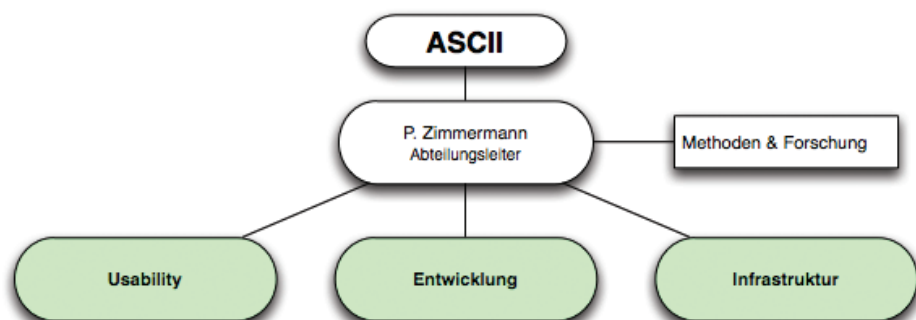 ASCII
P. Zimmermann
Abteilungsleiter
Methoden & Forschung
Usability
Entwicklung
Infrastruktur